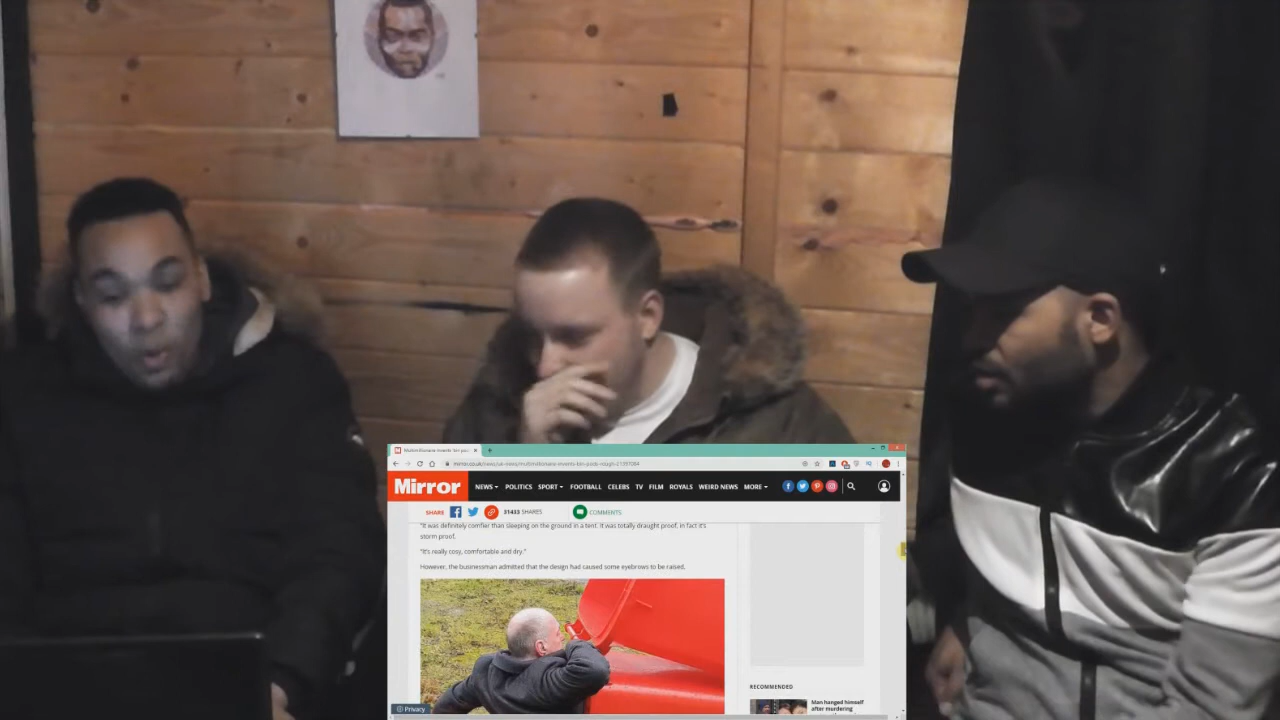 Mirror
NEWS POLITICS SPORT FOOTBALL CELEBS TV FILM ROYALS WEIRD NEWS MORE
SHARE 31433 SHARES COMMENTS
"It was definitely comfier than sleeping on the ground in a tent. It was totally draught proof, in fact it's
storm proof.
"It's really cosy, comfortable and dry."
However, the businessman admitted that the design had caused some eyebrows to be raised.
RECOMMENDED
Man hanged himself
after murdering
Privacy